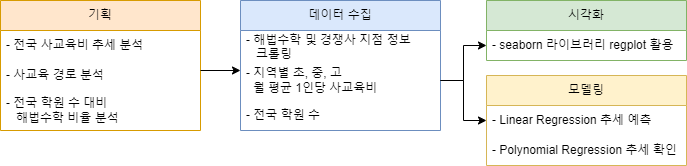 기획
- 전국 사교육비 추세 분석
- 사교육 경로 분석
- 전국 학원 수 대비
해법수학 비율 분석
데이터 수집
- 해법수학 및 경쟁사 지점 정보
크롤링
- 지역별 초, 중, 고
월 평균 1인당 사교육비
- 전국 학원 수
시각화
- seaborn 라이브러리 regplot 활용
모델링
- Linear Regression 추세 예측
- Polynomial Regression 추세 확인